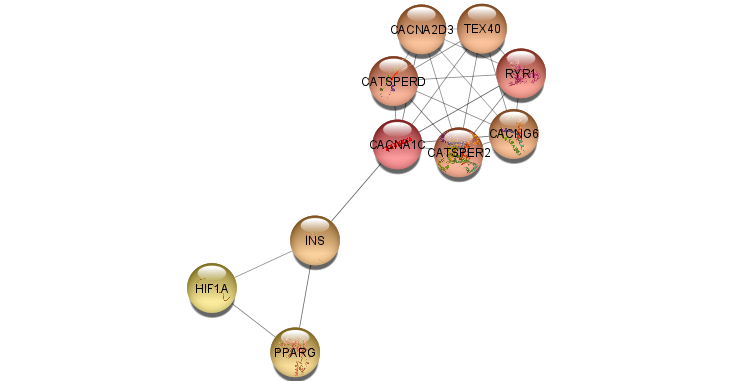 CACNA2D3
TEX40
RYR1
CATSPERD
CACNG6
CACNA1C
CATSPER2
INS
HIF1A
PPARG